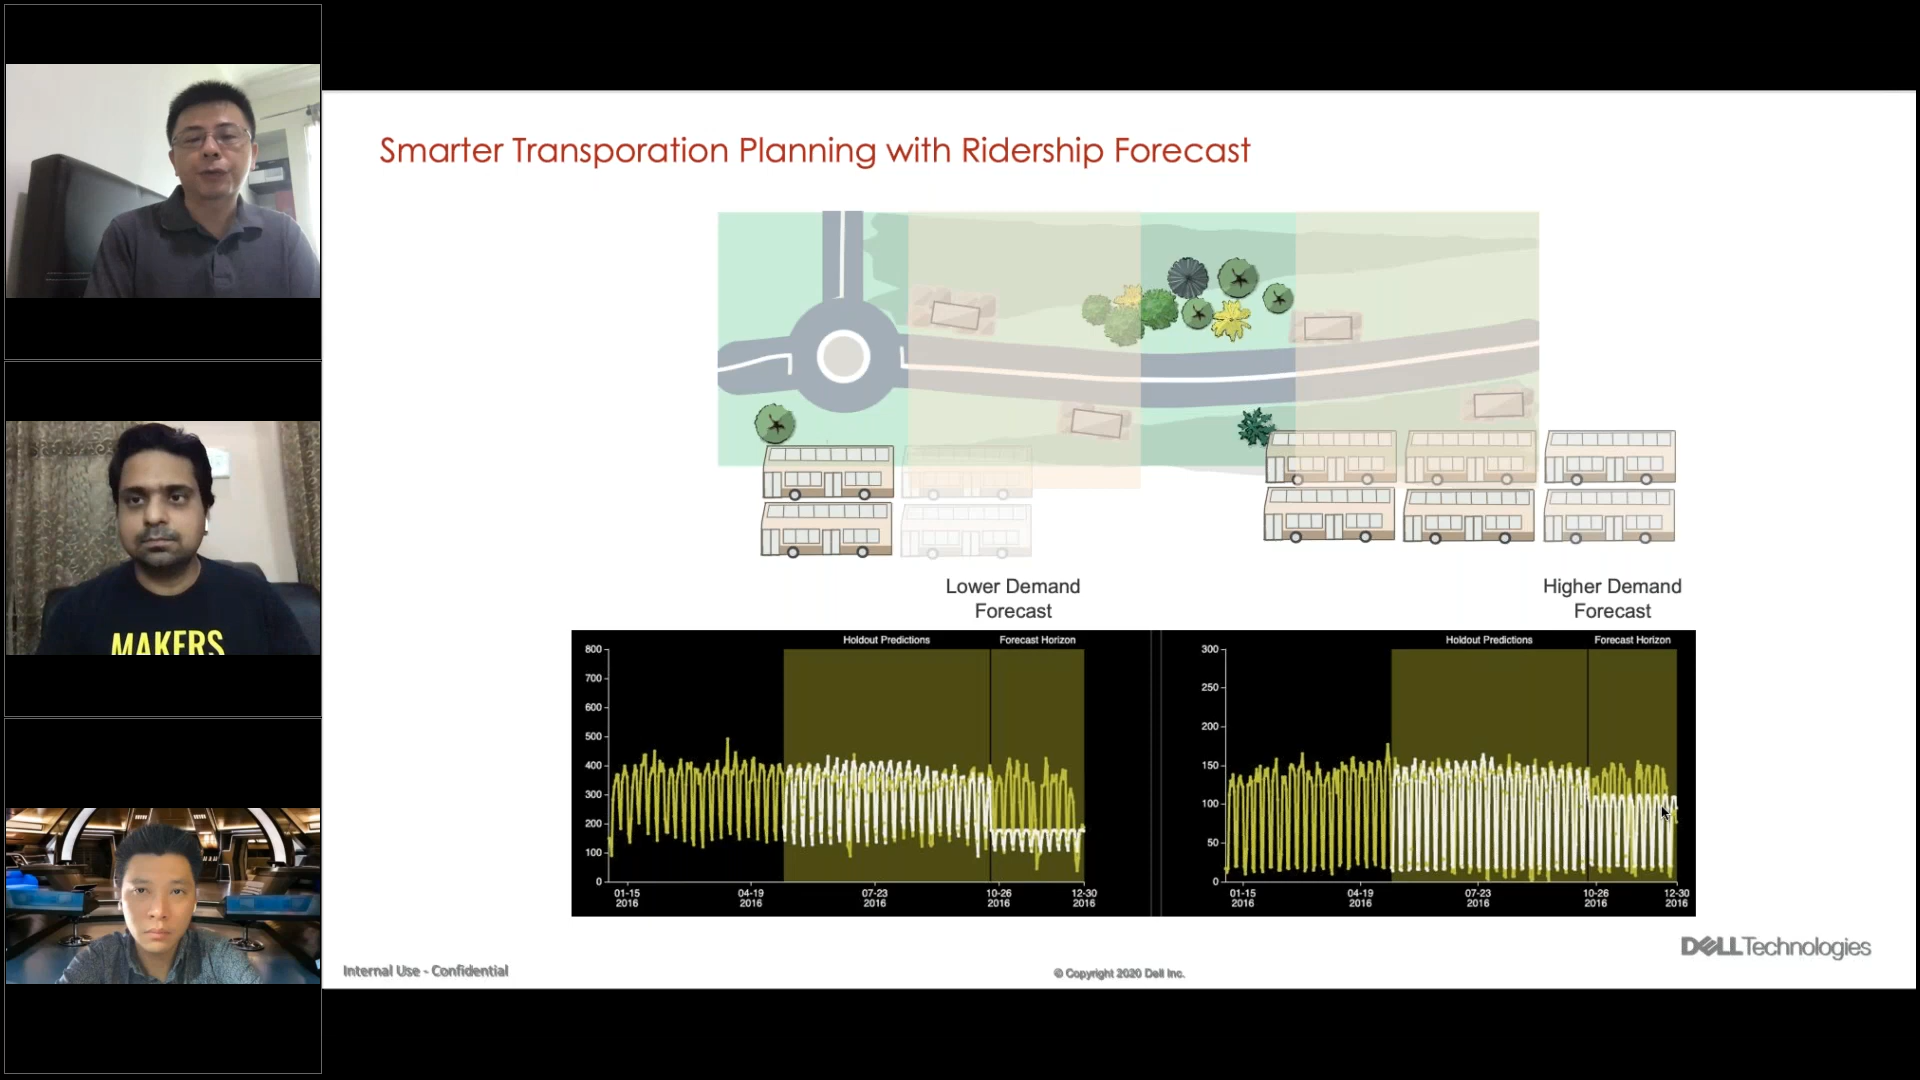 Smarter Transporation Planning with Ridership Forecast
MAKERS
Lower Demand
Forecast
Higher Demand
Forecast
Holdout Predictions
Forecast Horizon
800
700
600
500
400
300
200
100
0
01-15
2016
04-19
2016
07-23
2016
10-26
2016
12-30
2016
Holdout Predictions
Forecast Horizon
300
250
200
150
100
50
0
01-15
2016
04-19
2016
07-23
2016
10-26
2016
12-30
2016
DELLTechnologies
Internal Use - Confidential
© Copyright 2020 Dell Inc.